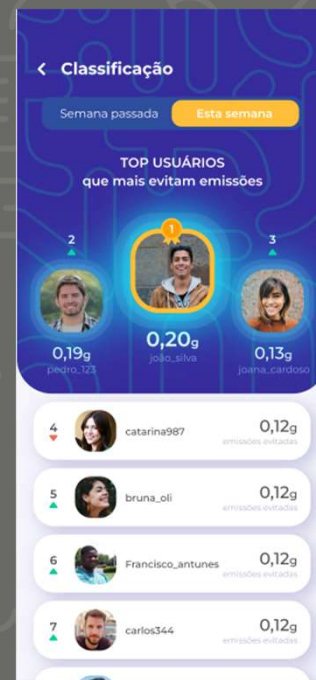 Classificação
Semana passada Esta semana
TOP USUÁRIOS
que mais evitam emissões
1
2
3
0,20g
joão_silva
0,19g
pedro_123
0,13g
joana_cardoso
4 catarina987 0,12g
emissões evitadas
5 bruna_oli 0,12g
emissões evitadas
6 Francisco_antunes 0,12g
emissões evitadas
7 carlos344 0,12g
emissões evitadas